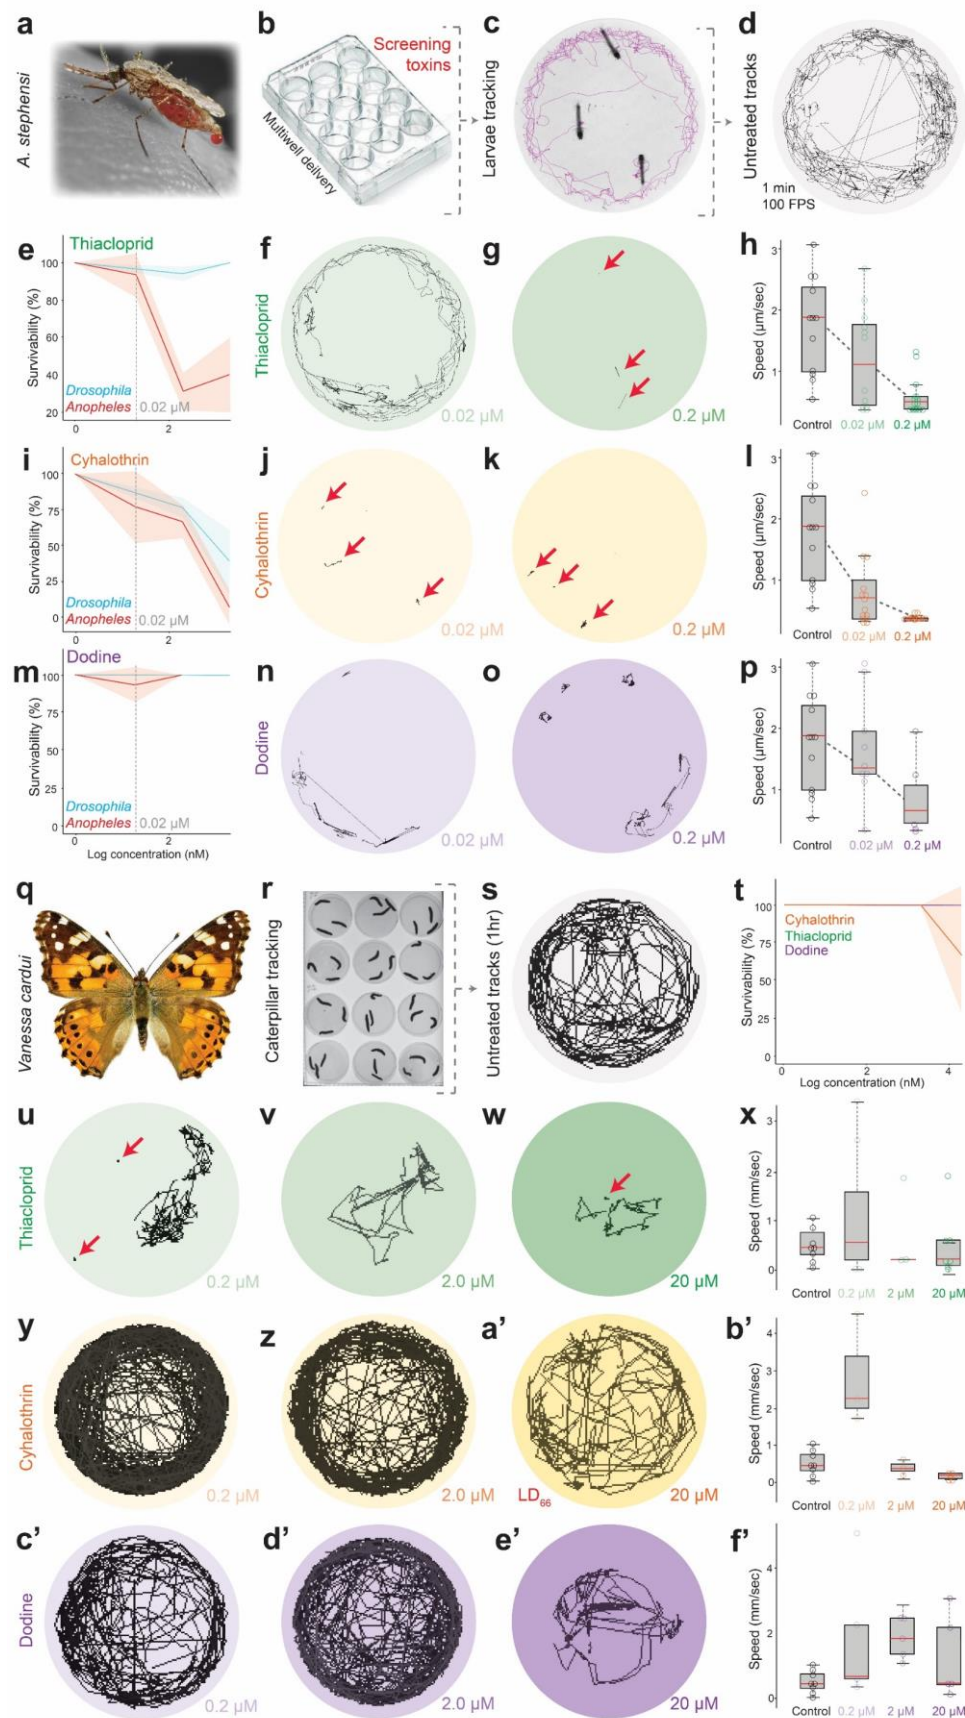 a
b
c
d
A. stephensi
Screening
toxins
Multiwell delivery
Larvae tracking
Untreated tracks
1 min
100 FPS
e
Thiacloprid
f
g
h
Survivability (%)
100
80
60
40
20
0
2
Drosophila
Anopheles
0.02 µM
Thiacloprid
0.02 µM
0.2 µM
Speed (µm/sec)
3
2
1
Control
0.02 µM
0.2 µM
i
Cyhalothrin
j
k
l
Survivability (%)
100
75
50
25
0
0
2
Drosophila
Anopheles
0.02 µM
Cyhalothrin
0.02 µM
0.2 µM
Speed (µm/sec)
3
2
1
Control
0.02 µM
0.2 µM
m
Dodine
n
o
p
Survivability (%)
100
75
50
25
0
Drosophila
Anopheles
0.02 µM
0
2
Log concentration (nM)
Dodine
0.02 µM
0.2 µM
Speed (µm/sec)
3
2
1
Control
0.02 µM
0.2 µM
q
r
s
t
Vanessa cardui
Caterpillar tracking
Untreated tracks (1hr)
Survivability (%)
100
75
50
25
0
Cyhalothrin
Thiacloprid
Dodine
0
2
4
Log concentration (nM)
u
v
w
x
Thiacloprid
0.2 µM
2.0 µM
20 µM
Speed (mm/sec)
3
2
1
0
Control
0.2 µM
2 µM
20 µM
y
z
a’
b’
Cyhalothrin
0.2 µM
2.0 µM
LD66
20 µM
Speed (mm/sec)
4
3
2
1
0
Control
0.2 µM
2 µM
20 µM
c’
d’
e’
f’
Dodine
0.2 µM
2.0 µM
20 µM
Speed (mm/sec)
4
2
0
Control
0.2 µM
2 µM
20 µM